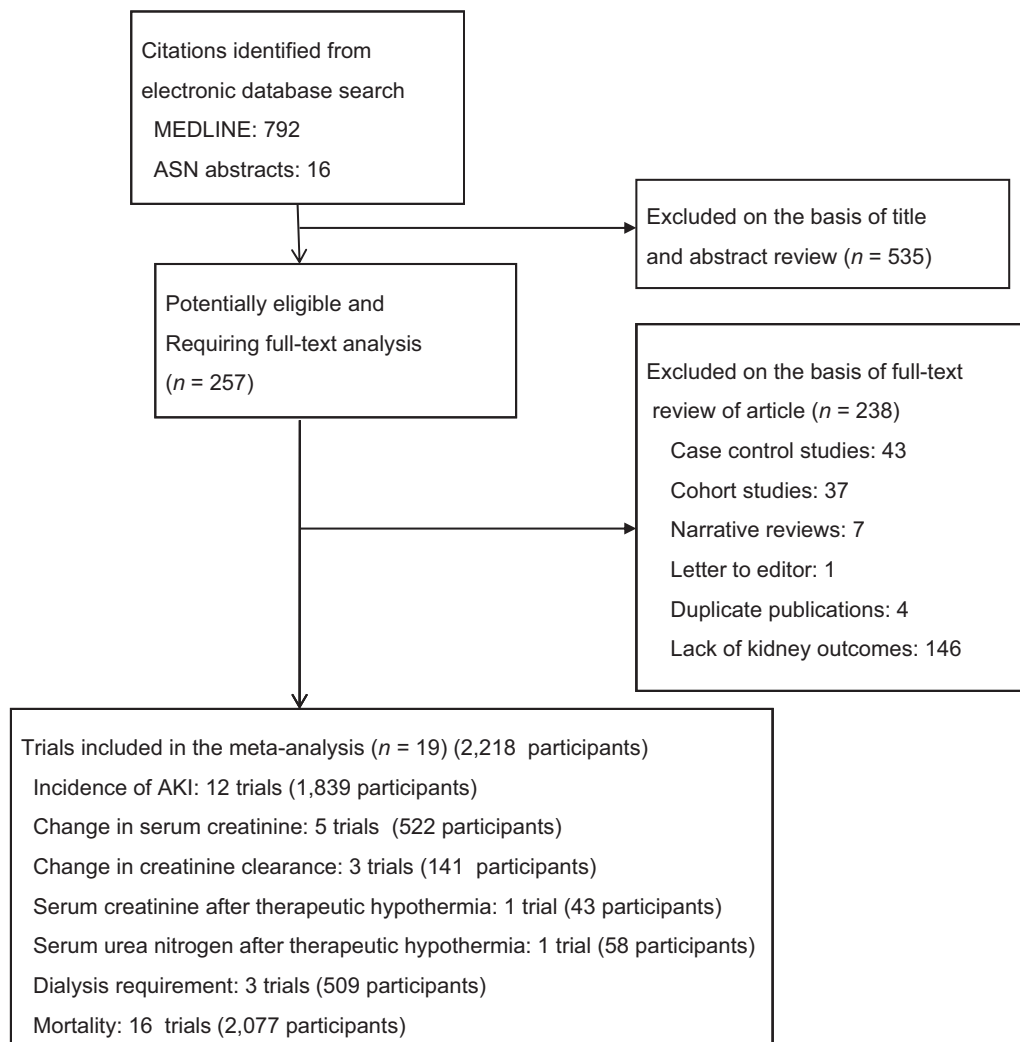 Citations identified from
electronic database search
MEDLINE: 792
ASN abstracts: 16
Excluded on the basis of title
and abstract review (n = 535)
Potentially eligible and
Requiring full-text analysis
(n = 257)
Excluded on the basis of full-text
review of article (n = 238)
Case control studies: 43
Cohort studies: 37
Narrative reviews: 7
Letter to editor: 1
Duplicate publications: 4
Lack of kidney outcomes: 146
Trials included in the meta-analysis (n = 19) (2,218 participants)
Incidence of AKI: 12 trials (1,839 participants)
Change in serum creatinine: 5 trials (522 participants)
Change in creatinine clearance: 3 trials (141 participants)
Serum creatinine after therapeutic hypothermia: 1 trial (43 participants)
Serum urea nitrogen after therapeutic hypothermia: 1 trial (58 participants)
Dialysis requirement: 3 trials (509 participants)
Mortality: 16 trials (2,077 participants)